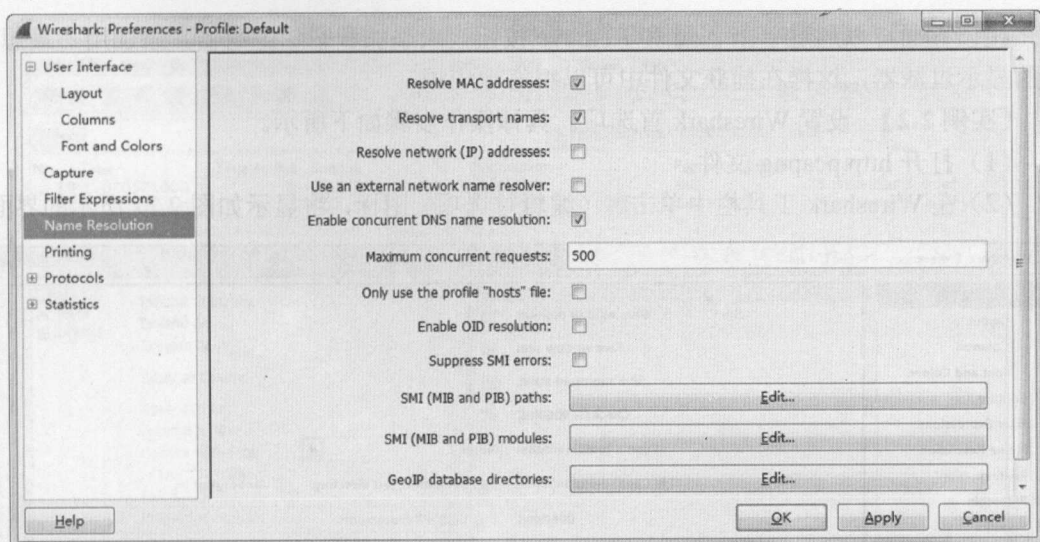 Wireshark: Preferences - Profile: Default
User Interface
Layout
Columns
Font and Colors
Capture
Filter Expressions
Name Resolution
Printing
Protocols
Statistics
Resolve MAC addresses:
Resolve transport names:
Resolve network (IP) addresses:
Use an external network name resolver:
Enable concurrent DNS name resolution:
Maximum concurrent requests: 500
Only use the profile "hosts" file:
Enable OID resolution:
Suppress SMI errors:
SMI (MIB and PIB) paths: Edit...
SMI (MIB and PIB) modules: Edit...
GeoIP database directories: Edit...
Help
OK
Apply
Cancel